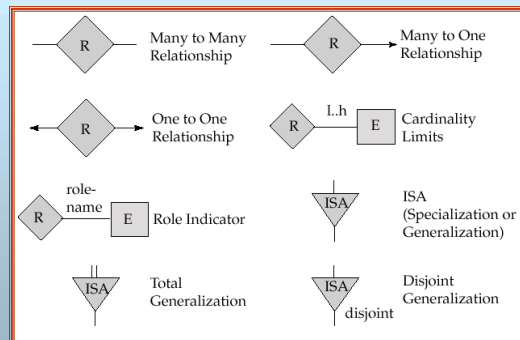 R
Many to Many
Relationship
R
Many to One
Relationship
R
One to One
Relationship
R
l..h
E
Cardinality
Limits
R
role-
name
E
Role Indicator
ISA
ISA
(Specialization or
Generalization)
ISA
Total
Generalization
ISA
disjoint
Disjoint
Generalization